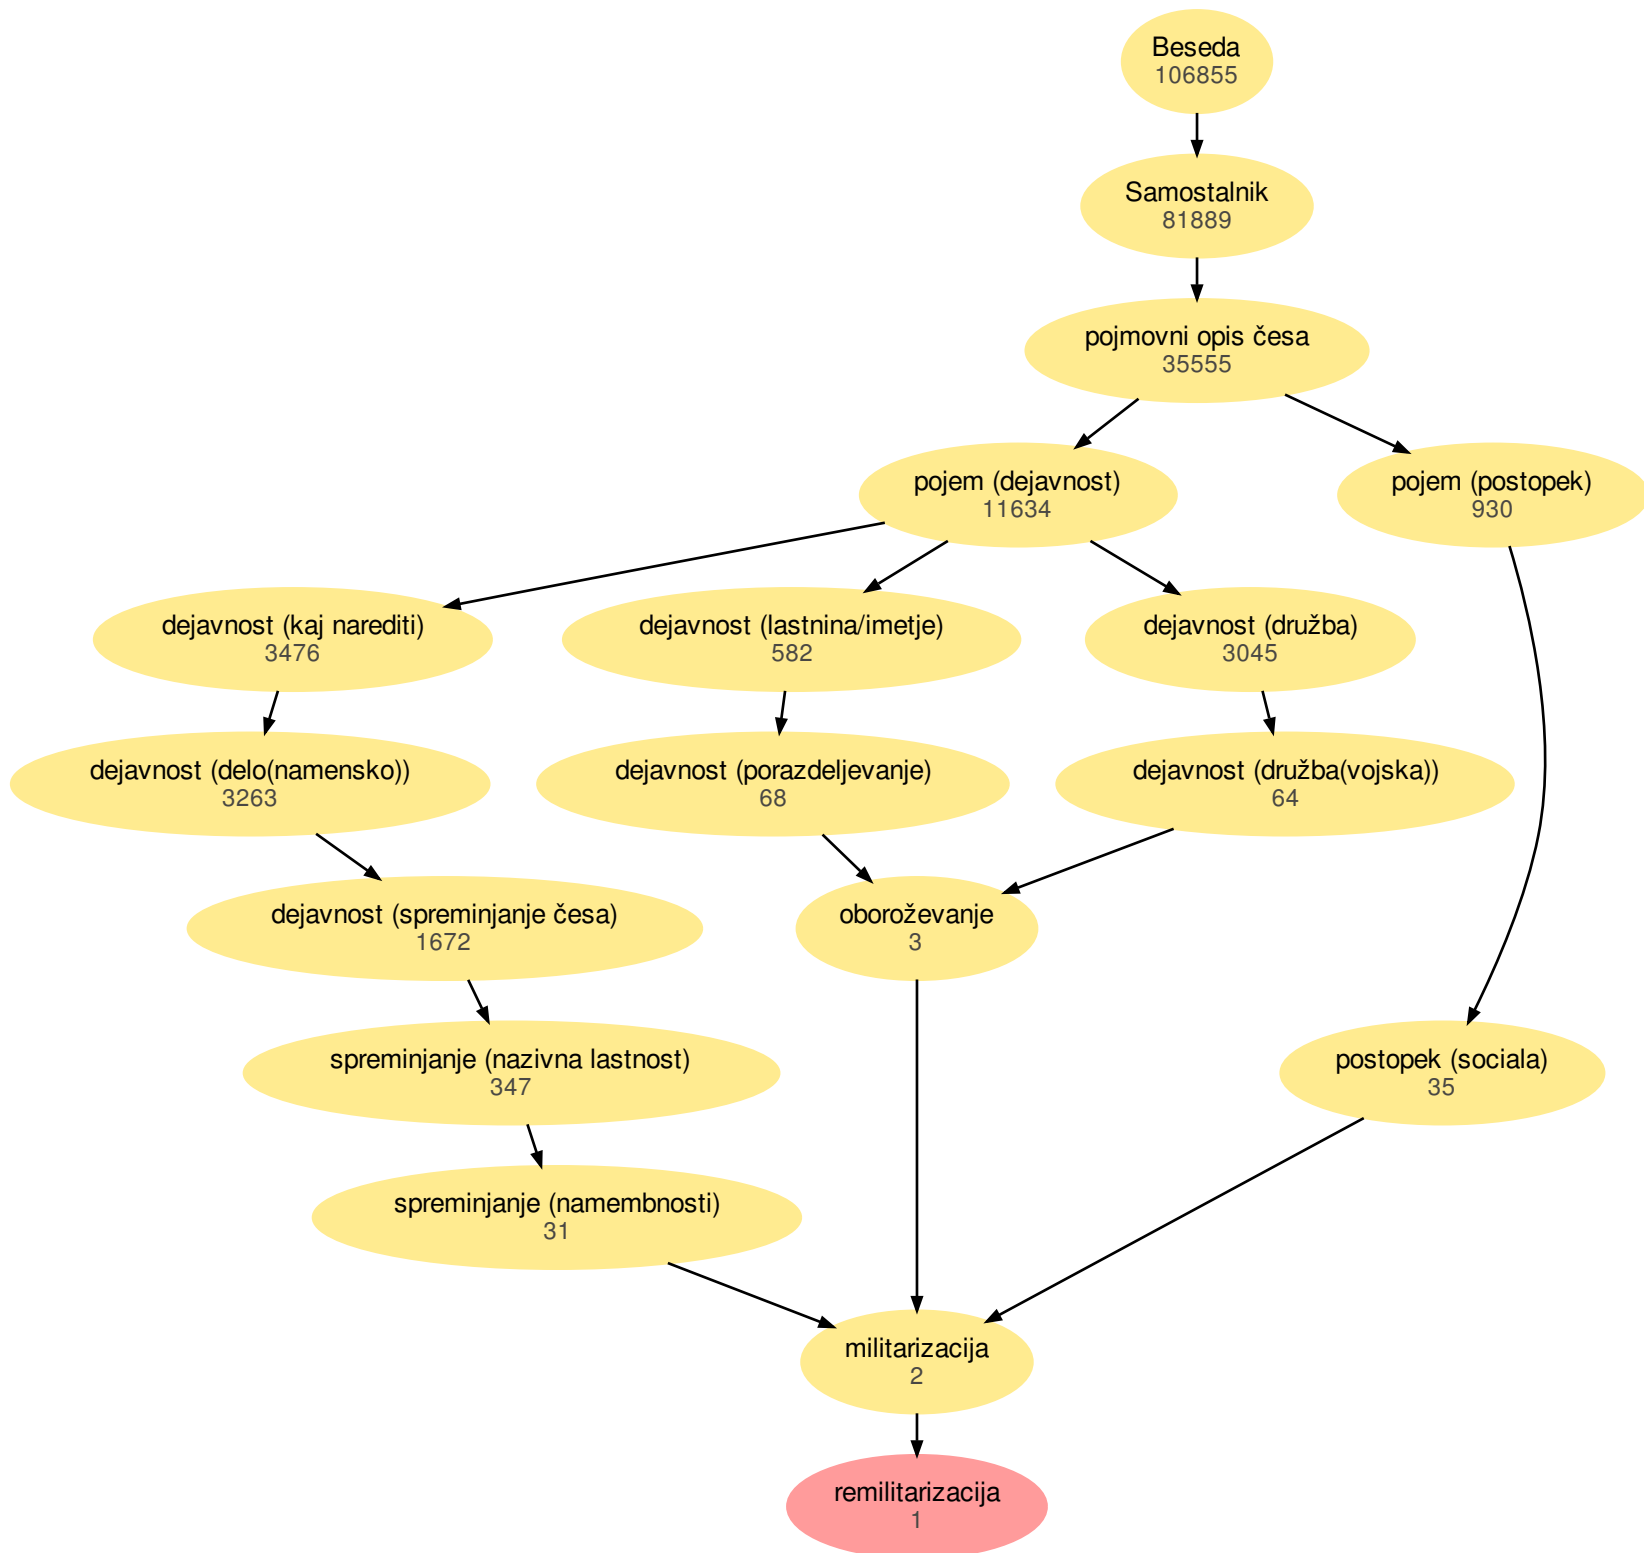 Beseda
106855
Samostalnik
81889
pojmovni opis česa
35555
pojem (dejavnost)
11634
pojem (postopek)
930
dejavnost (kaj narediti)
3476
dejavnost (lastnina/imetje)
582
dejavnost (družba)
3045
dejavnost (delo(namensko))
3263
dejavnost (porazdeljevanje)
68
dejavnost (družba(vojska))
64
dejavnost (spreminjanje česa)
1672
oboroževanje
3
spreminjanje (nazivna lastnost)
347
postopek (sociala)
35
spreminjanje (namembnosti)
31
militarizacija
2
remilitarizacija
1